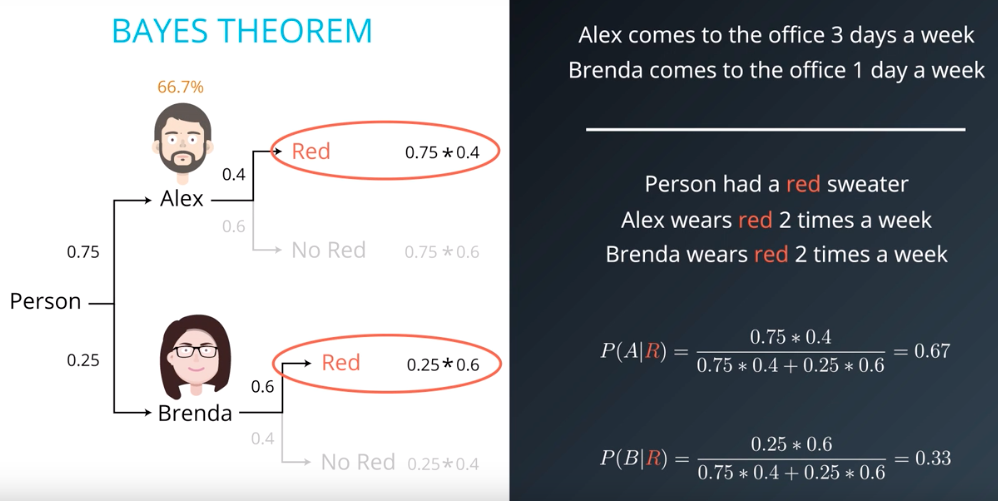 BAYES THEOREM
66.7%
Red 0.75 * 0.4
0.4
Alex
0.6
No Red 0.75 * 0.6
0.75
Person
0.25
Red 0.25 * 0.6
0.6
Brenda
0.4
No Red 0.25 * 0.4
Alex comes to the office 3 days a week
Brenda comes to the office 1 day a week
Person had a red sweater
Alex wears red 2 times a week
Brenda wears red 2 times a week
P(A|R) = 0.75 * 0.4 / 0.75 * 0.4 + 0.25 * 0.6 = 0.67
P(B|R) = 0.25 * 0.6 / 0.75 * 0.4 + 0.25 * 0.6 = 0.33